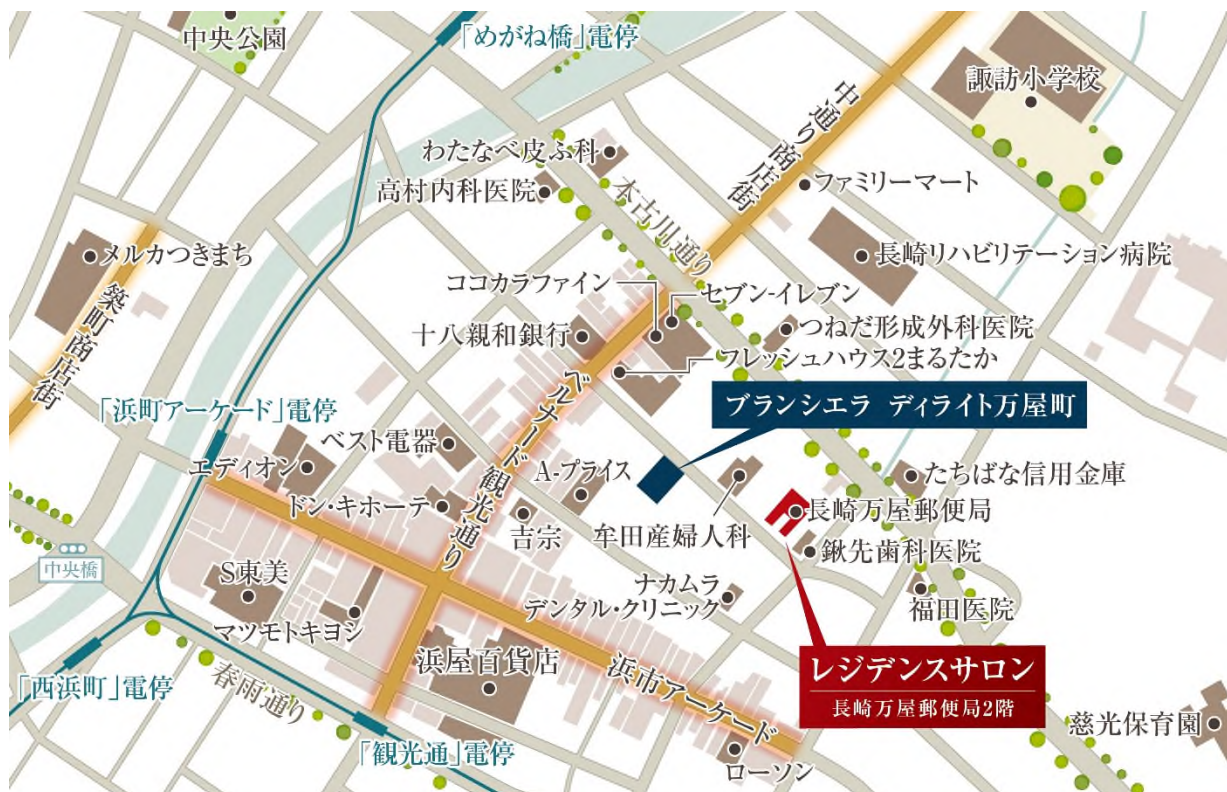 中央公園
「めがね橋」電停
諏訪小学校
中通り商店街
わたなべ皮ふ科
高村内科医院
本古川通り
ファミリーマート
メルカつきまち
築町商店街
長崎リハビリテーション病院
ココカラファイン
セブン-イレブン
十八親和銀行
つねだ形成外科医院
フレッシュハウス2まるたか
ブランシエラ ディライト万屋町
「浜町アーケード」電停
ベスト電器
ベルナード観光通り
エディオン
A-プライス
たちばな信用金庫
ドン・キホーテ
吉宗
牟田産婦人科
長崎万屋郵便局
鍬先歯科医院
中央橋
S東美
ナカムラ
デンタル・クリニック
福田医院
マツモトキヨシ
浜屋百貨店
浜市アーケード
レジデンスサロン
長崎万屋郵便局2階
「西浜町」電停
春雨通り
慈光保育園
「観光通」電停
ローソン